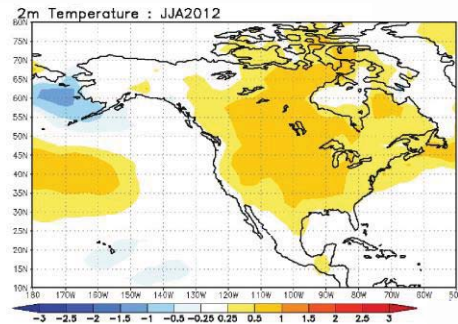 2m Temperature : JJA2012
80N
75N
70N
65N
60N
55N
50N
45N
40N
35N
30N
25N
20N
15N
10N
180 170W 160W 150W 140W 130W 120W 110W 100W 90W 80W 70W 60W 50W
-3 -2.5 -2 -1.5 -1 -0.5 -0.25 0.25 0.5 1 1.5 2 2.5 3